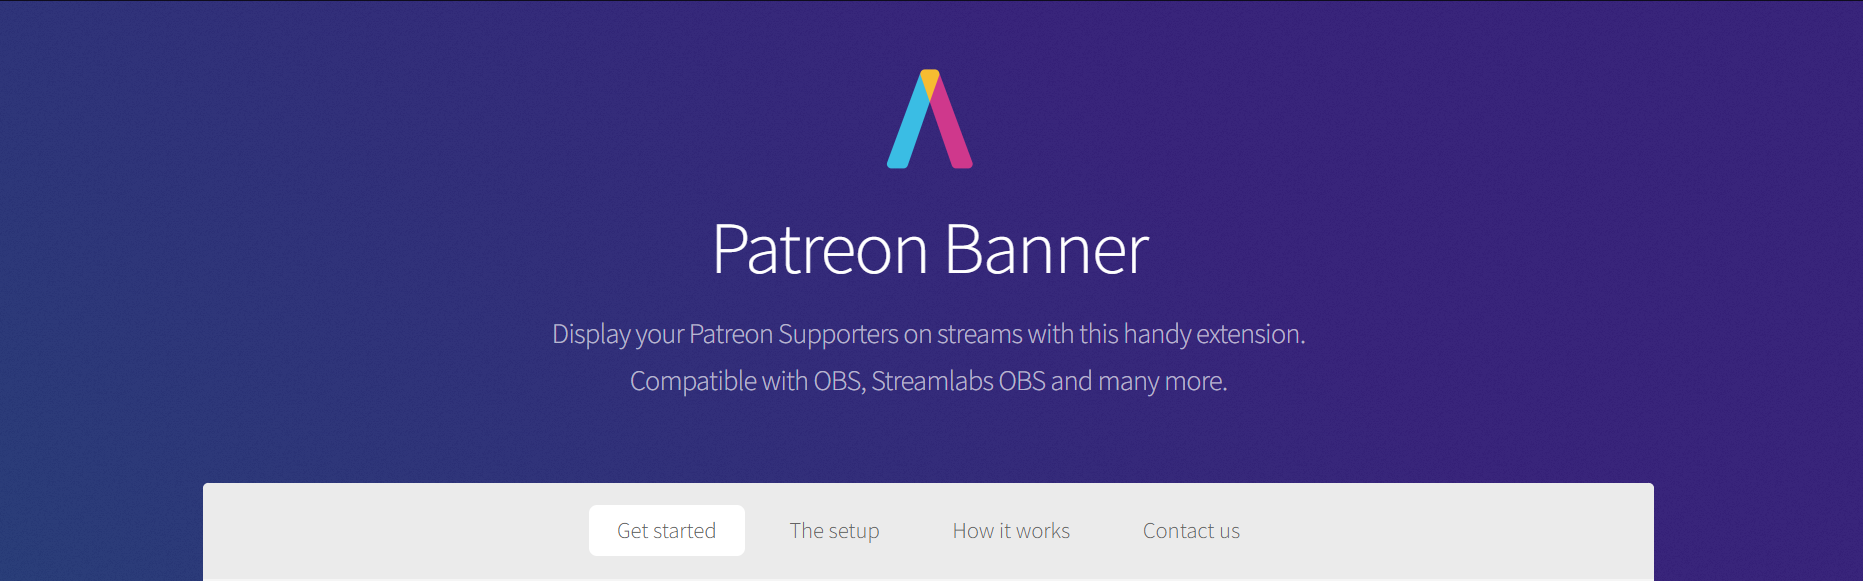 Patreon Banner
Display your Patreon Supporters on streams with this handy extension.
Compatible with OBS, Streamlabs OBS and many more.
Get started The setup How it works Contact us